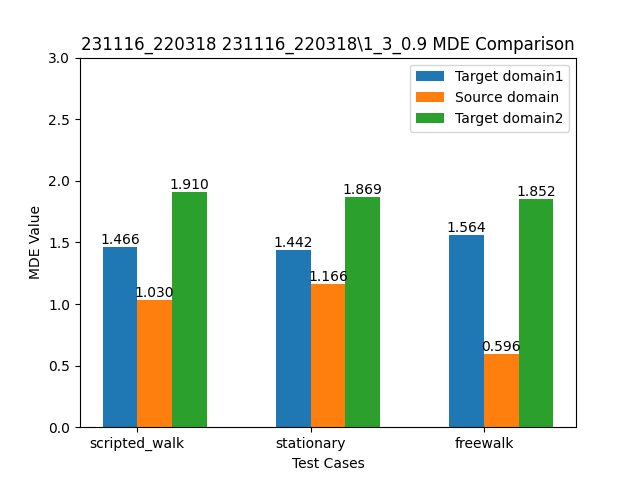 231116_220318 231116_220318\1_3_0.9 MDE Comparison
Target domain1
Source domain
Target domain2
MDE Value
3.0
2.5
2.0
1.5
1.0
0.5
0.0
1.466
1.030
1.910
1.442
1.166
1.869
1.564
0.596
1.852
scripted_walk
stationary
freewalk
Test Cases